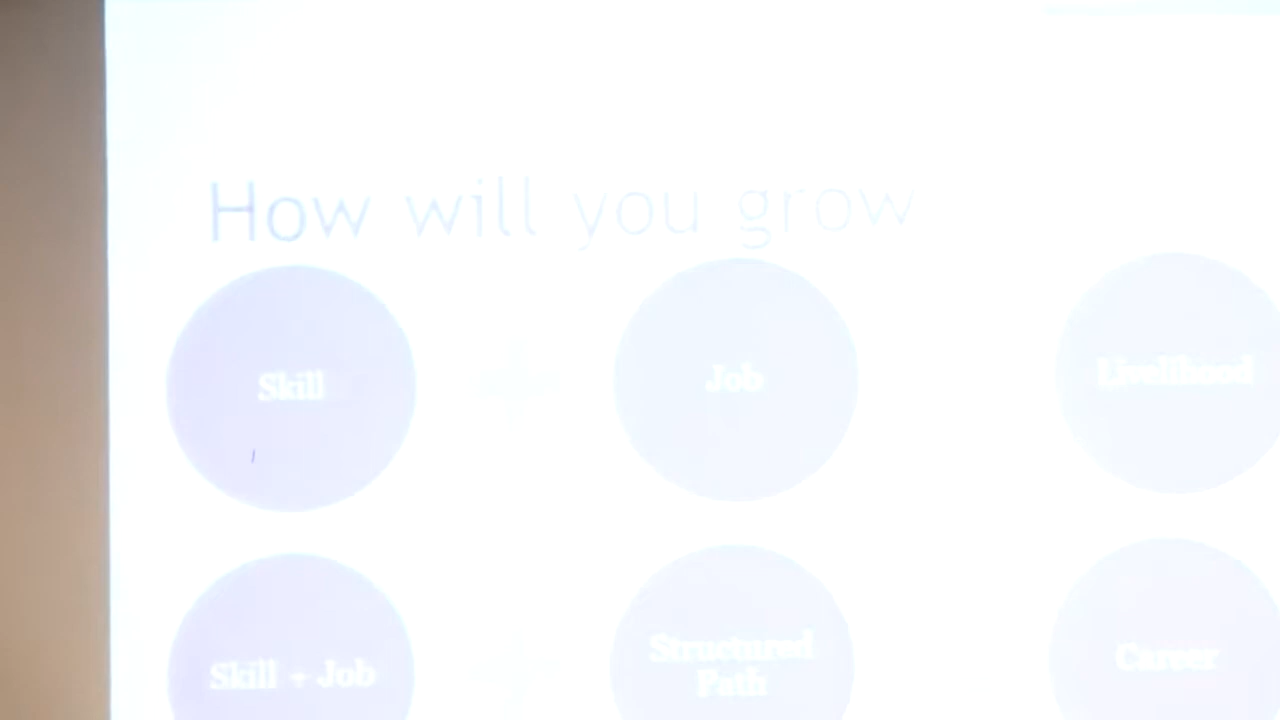 How will you grow
Skill
Job
Livelihood
Skill + Job
Structured
Path
Career